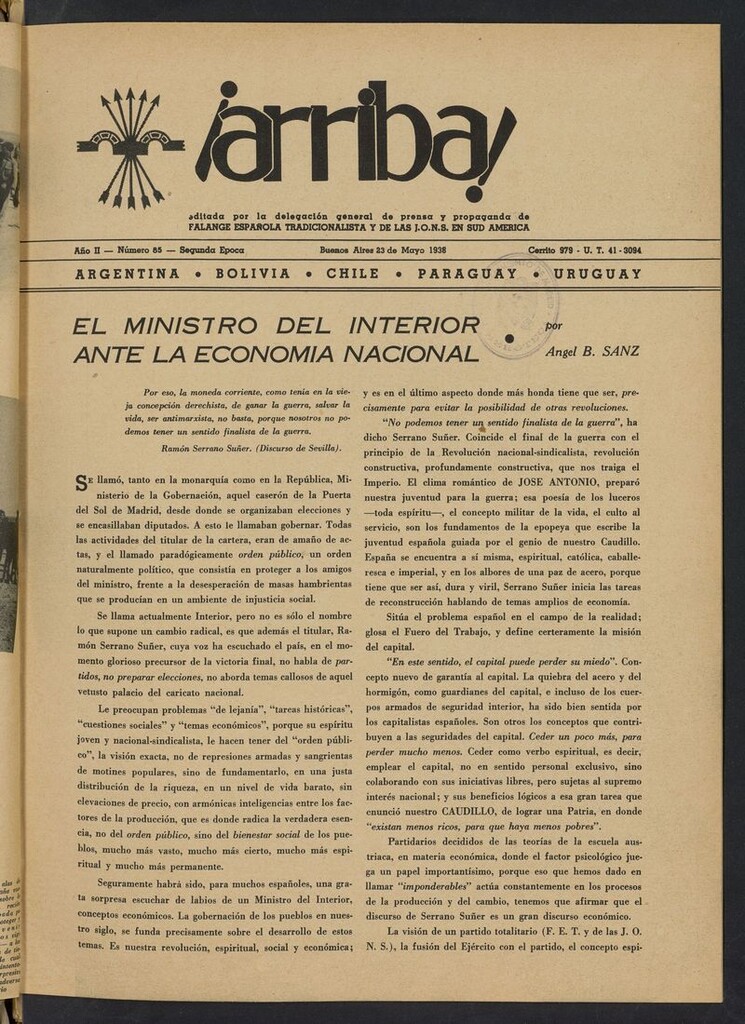 ¡arriba!
editada por la delegación general de prensa y propaganda de
FALANGE ESPAÑOLA TRADICIONALISTA Y DE LAS J.O.N.S. EN SUD AMERICA
Año II — Número 85 — Segunda Epoca
Buenos Aires 23 de Mayo 1938
Cerrito 979 - U. T. 41 - 3094
ARGENTINA • BOLIVIA • CHILE • PARAGUAY • URUGUAY
EL MINISTRO DEL INTERIOR
ANTE LA ECONOMIA NACIONAL
por
Angel B. SANZ
Por eso, la moneda corriente, como tenía en la vie-
ja concepción derechista, de ganar la guerra, salvar la
vida, ser antimarxista, no basta, porque nosotros no po-
demos tener un sentido finalista de la guerra.
Ramón Serrano Suñer. (Discurso de Sevilla).
SE llamó, tanto en la monarquía como en la República, Mi-
nisterio de la Gobernación, aquel caserón de la Puerta
del Sol de Madrid, desde donde se organizaban elecciones y
se encasillaban diputados. A esto le llamaban gobernar. Todas
las actividades del titular de la cartera, eran de amaño de ac-
tas, y el llamado paradógicamente orden público, un orden
naturalmente político, que consistía en proteger a los amigos
del ministro, frente a la desesperación de masas hambrientas
que se producían en un ambiente de injusticia social.
Se llama actualmente Interior, pero no es sólo el nombre
lo que supone un cambio radical, es que además el titular, Ra-
món Serrano Suñer, cuya voz ha escuchado el país, en el mo-
mento glorioso precursor de la victoria final, no habla de par-
tidos, no preparar elecciones, no aborda temas callosos de aquel
vetusto palacio del caricato nacional.
Le preocupan problemas "de lejanía", "tareas históricas",
"cuestiones sociales" y "temas económicos", porque su espíritu
joven y nacional-sindicalista, le hacen tener del "orden públi-
co", la visión exacta, no de represiones armadas y sangrientas
de motines populares, sino de fundamentarlo, en una justa
distribución de la riqueza, en un nivel de vida barato, sin
elevaciones de precio, con armónicas inteligencias entre los fac-
tores de la producción, que es donde radica la verdadera esen-
cia, no del orden público, sino del bienestar social de los pue-
blos, mucho más vasto, mucho más cierto, mucho más espi-
ritual y mucho más permanente.
Seguramente habrá sido, para muchos españoles, una gra-
ta sorpresa escuchar de labios de un Ministro del Interior,
conceptos económicos. La gobernación de los pueblos en nues-
tro siglo, se funda precisamente sobre el desarrollo de estos
temas. Es nuestra revolución, espiritual, social y económica;
y es en el último aspecto donde más honda tiene que ser, pre-
cisamente para evitar la posibilidad de otras revoluciones.
"No podemos tener un sentido finalista de la guerra", ha
dicho Serrano Suñer. Coincide el final de la guerra con el
principio de la Revolución nacional-sindicalista, revolución
constructiva, profundamente constructiva, que nos traiga el
Imperio. El clima romántico de JOSE ANTONIO, preparó
nuestra juventud para la guerra; esa poesía de los luceros
—toda espíritu—, el concepto militar de la vida, el culto al
servicio, son los fundamentos de la epopeya que escribe la
juventud española guiada por el genio de nuestro Caudillo.
España se encuentra a sí misma, espiritual, católica, caballe-
resca e imperial, y en los albores de una paz de acero, porque
tiene que ser así, dura y viril, Serrano Suñer inicia las tareas
de reconstrucción hablando de temas amplios de economía.
Sitúa el problema español en el campo de la realidad;
glosa el Fuero del Trabajo, y define certeramente la misión
del capital.
"En este sentido, el capital puede perder su miedo". Con-
cepto nuevo de garantía al capital. La quiebra del acero y del
hormigón, como guardianes del capital, e incluso de los cuer-
pos armados de seguridad interior, ha sido bien sentida por
los capitalistas españoles. Son otros los conceptos que contri-
buyen a las seguridades del capital. Ceder un poco más, para
perder mucho menos. Ceder como verbo espiritual, es decir,
emplear el capital, no en sentido personal exclusivo, sino
colaborando con sus iniciativas libres, pero sujetas al supremo
interés nacional; y sus beneficios lógicos a esa gran tarea que
enunció nuestro CAUDILLO, de lograr una Patria, en donde
"existan menos ricos, para que haya menos pobres".
Partidarios decididos de las teorías de la escuela aus-
triaca, en materia económica, donde el factor psicológico jue-
ga un papel importantísimo, porque eso que hemos dado en
llamar "imponderables" actúa constantemente en los procesos
de la producción y del cambio, tenemos que afirmar que el
discurso de Serrano Suñer es un gran discurso económico.
La visión de un partido totalitario (F. E. T. y de las J. O.
N. S.), la fusión del Ejército con el partido, el concepto espi-